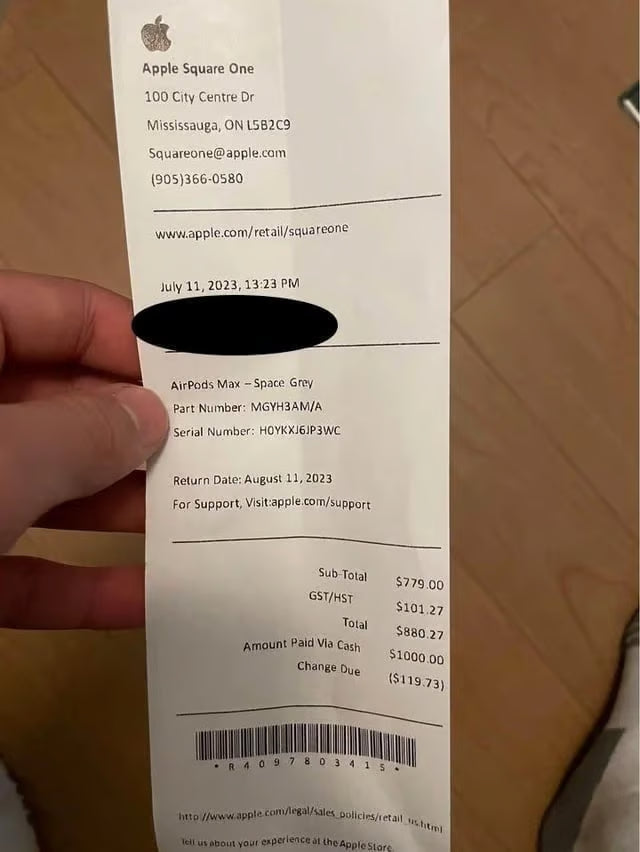 Apple Square One
100 City Centre Dr
Mississauga, ON L5B2C9
Squareone@apple.com
(905)366-0580
www.apple.com/retail/squareone
July 11, 2023, 13:23 PM
AirPods Max – Space Grey
Part Number: MGYH3AM/A
Serial Number: H0YKXJ6JP3WC
Return Date: August 11, 2023
For Support, Visit:apple.com/support
Sub-Total $779.00
GST/HST $101.27
Total $880.27
Amount Paid Via Cash $1000.00
Change Due ($119.73)
* R 4 0 9 7 8 0 3 4 1 5 *
http://www.apple.com/legal/sales_policies/retail_us.html
Tell us about your experience at the Apple Store